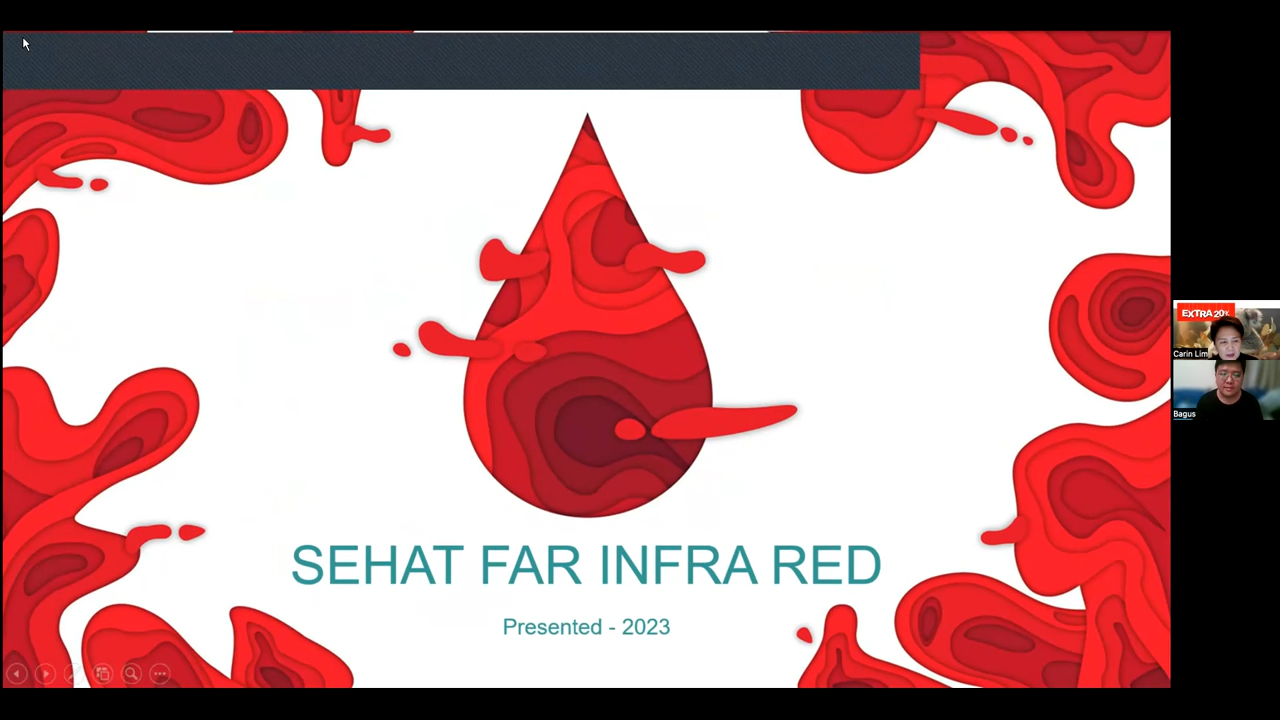 SEHAT FAR INFRA RED
Presented - 2023
EXTRA 20%
Carin Lim
Bagus